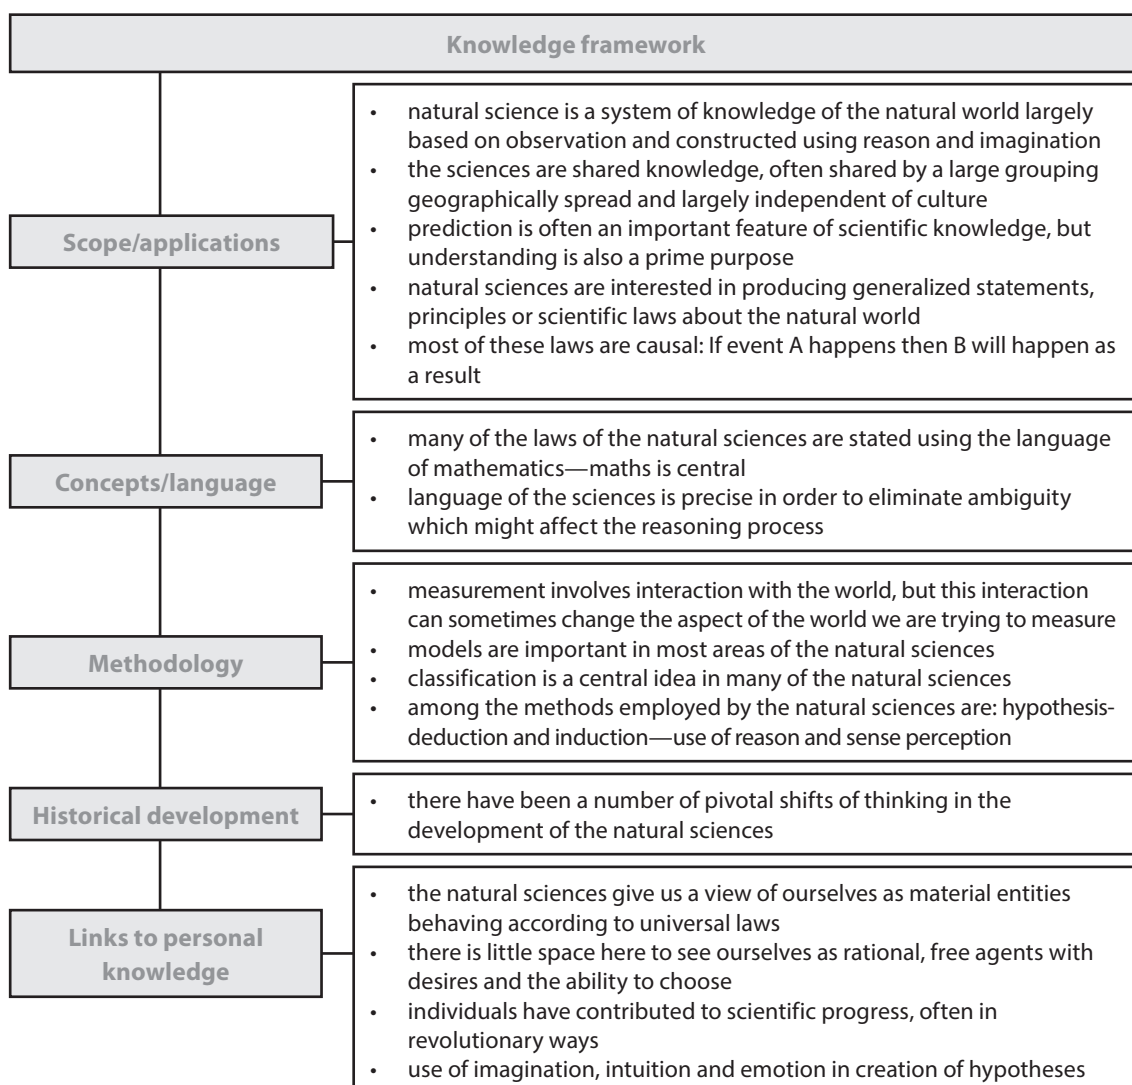 Knowledge framework
Scope/applications
• natural science is a system of knowledge of the natural world largely
based on observation and constructed using reason and imagination
• the sciences are shared knowledge, often shared by a large grouping
geographically spread and largely independent of culture
• prediction is often an important feature of scientific knowledge, but
understanding is also a prime purpose
• natural sciences are interested in producing generalized statements,
principles or scientific laws about the natural world
• most of these laws are causal: If event A happens then B will happen as
a result
Concepts/language
• many of the laws of the natural sciences are stated using the language
of mathematics—maths is central
• language of the sciences is precise in order to eliminate ambiguity
which might affect the reasoning process
Methodology
• measurement involves interaction with the world, but this interaction
can sometimes change the aspect of the world we are trying to measure
• models are important in most areas of the natural sciences
• classification is a central idea in many of the natural sciences
• among the methods employed by the natural sciences are: hypothesis-
deduction and induction—use of reason and sense perception
Historical development
• there have been a number of pivotal shifts of thinking in the
development of the natural sciences
Links to personal
knowledge
• the natural sciences give us a view of ourselves as material entities
behaving according to universal laws
• there is little space here to see ourselves as rational, free agents with
desires and the ability to choose
• individuals have contributed to scientific progress, often in
revolutionary ways
• use of imagination, intuition and emotion in creation of hypotheses